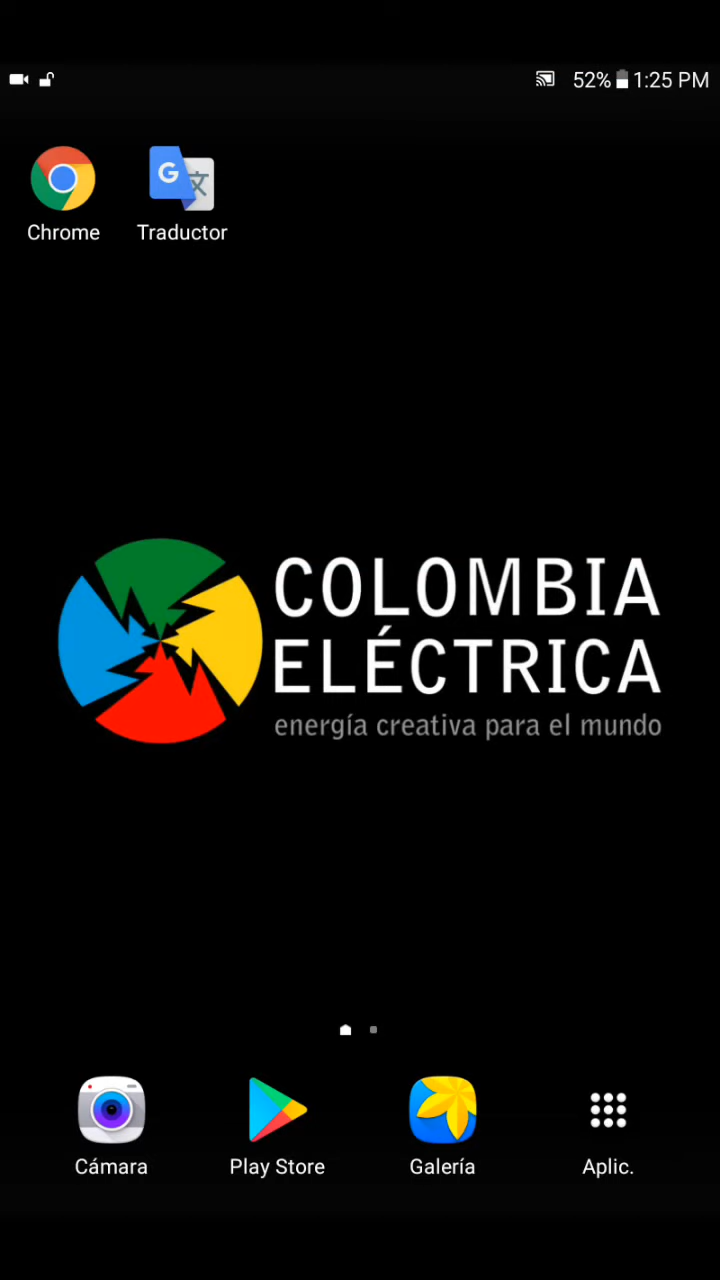 52% 1:25 PM
Chrome Traductor
COLOMBIA
ELÉCTRICA
energía creativa para el mundo
Cámara Play Store Galería Aplic.